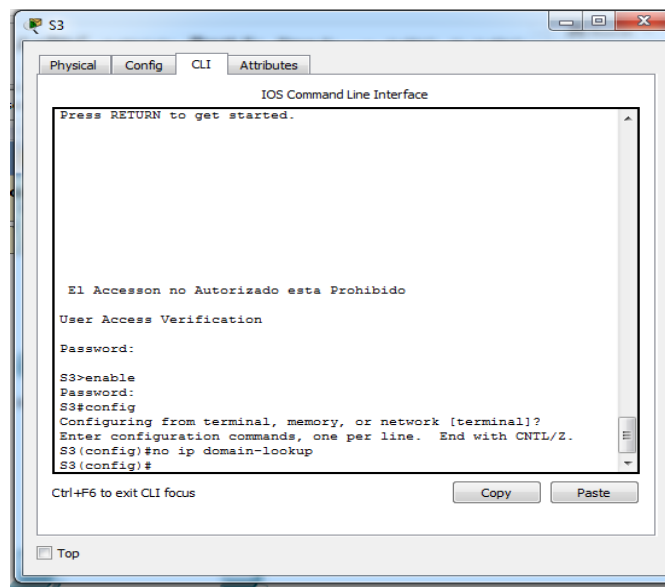 S3
Physical Config CLI Attributes
IOS Command Line Interface
Press RETURN to get started.
El Accesson no Autorizado esta Prohibido
User Access Verification
Password:
S3>enable
Password:
S3#config
Configuring from terminal, memory, or network [terminal]?
Enter configuration commands, one per line.  End with CNTL/Z.
S3(config)#no ip domain-lookup
S3(config)#
Ctrl+F6 to exit CLI focus
Copy Paste
Top